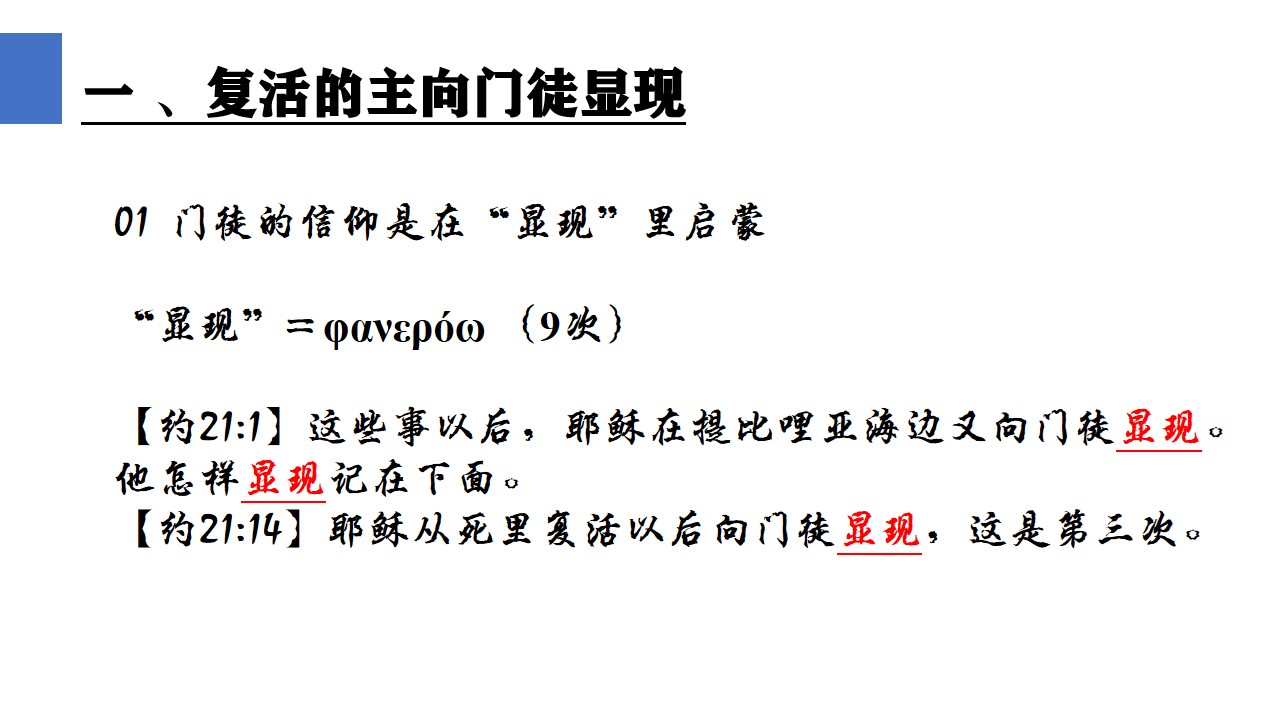 一 、复活的主向门徒显现
01 门徒的信仰是在“显现”里启蒙
“显现”＝φανερόω （9次）
【约21:1】这些事以后，耶稣在提比哩亚海边又向门徒显现。
他怎样显现记在下面。
【约21:14】耶稣从死里复活以后向门徒显现，这是第三次。